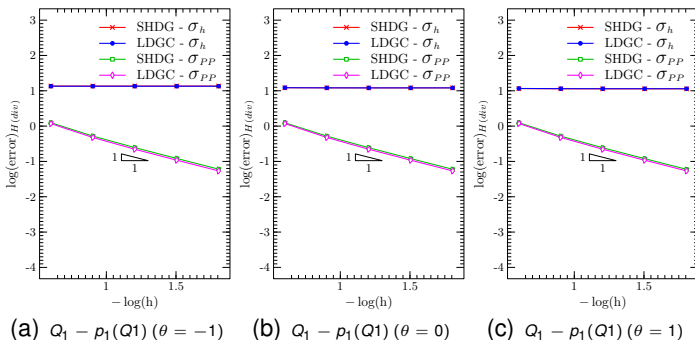 3
2
1
0
-1
-2
-3
-4
log(error)H(div)
SHDG - σh
LDGC - σh
SHDG - σPP
LDGC - σPP
1
1
1
1.5
− log(h)
(a) Q1 − p1(Q1) (θ = −1)
3
2
1
0
-1
-2
-3
-4
log(error)H(div)
SHDG - σh
LDGC - σh
SHDG - σPP
LDGC - σPP
1
1
1
1.5
− log(h)
(b) Q1 − p1(Q1) (θ = 0)
3
2
1
0
-1
-2
-3
-4
log(error)H(div)
SHDG - σh
LDGC - σh
SHDG - σPP
LDGC - σPP
1
1
1
1.5
− log(h)
(c) Q1 − p1(Q1) (θ = 1)